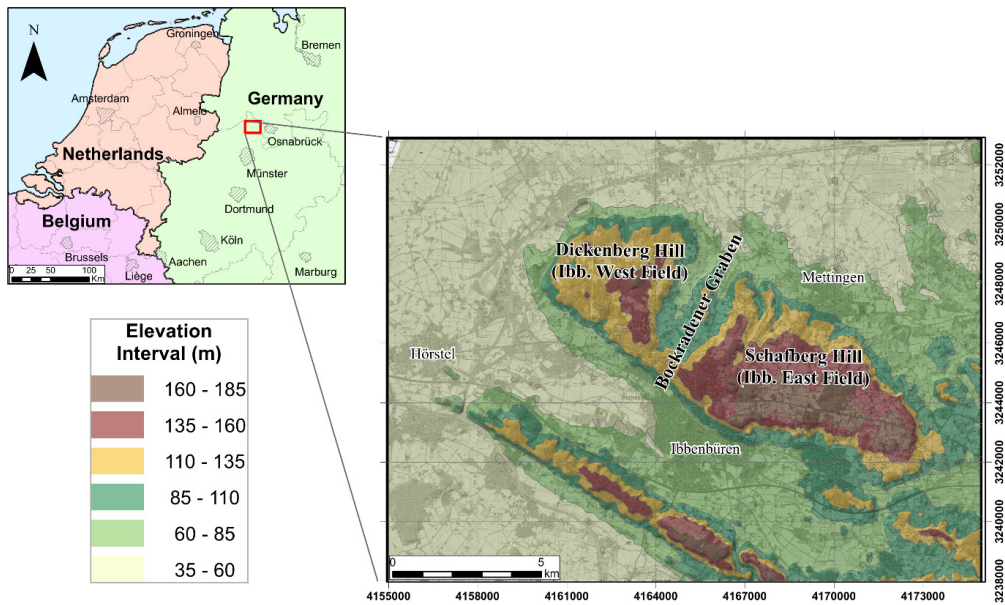 N
Groningen
Bremen
Amsterdam
Almelo
Germany
Osnabrück
Netherlands
Münster
Dortmund
Belgium
Köln
Brussels
Aachen
Liège
Marburg
0 25 50 100
Km
Elevation
Interval (m)
160 - 185
135 - 160
110 - 135
85 - 110
60 - 85
35 - 60
Dickenberg Hill
(Ibb. West Field)
Bockradener Graben
Mettingen
Hörstel
Schafberg Hill
(Ibb. East Field)
Ibbenbüren
0 5
km
3252000
3250000
3248000
3246000
3244000
3242000
3240000
3238000
4155000 4158000 4161000 4164000 4167000 4170000 4173000